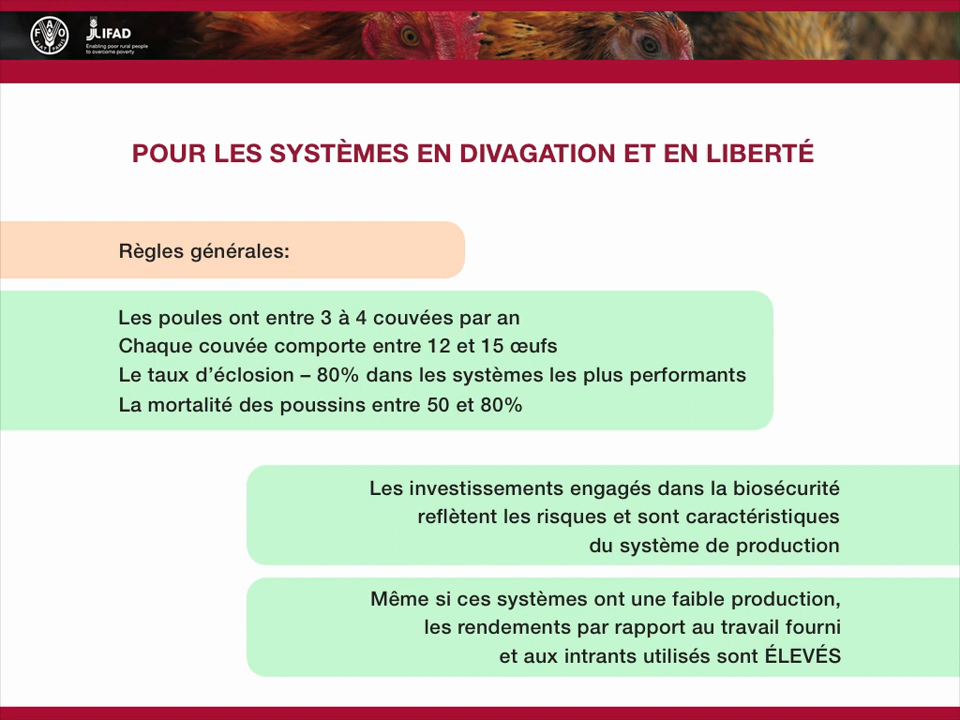 FAO
FIAT PANIS
JLIFAD
Enabling poor rural people
to overcome poverty
POUR LES SYSTÈMES EN DIVAGATION ET EN LIBERTÉ
Règles générales:
Les poules ont entre 3 à 4 couvées par an
Chaque couvée comporte entre 12 et 15 œufs
Le taux d’éclosion – 80% dans les systèmes les plus performants
La mortalité des poussins entre 50 et 80%
Les investissements engagés dans la biosécurité
reflètent les risques et sont caractéristiques
du système de production
Même si ces systèmes ont une faible production,
les rendements par rapport au travail fourni
et aux intrants utilisés sont ÉLEVÉS